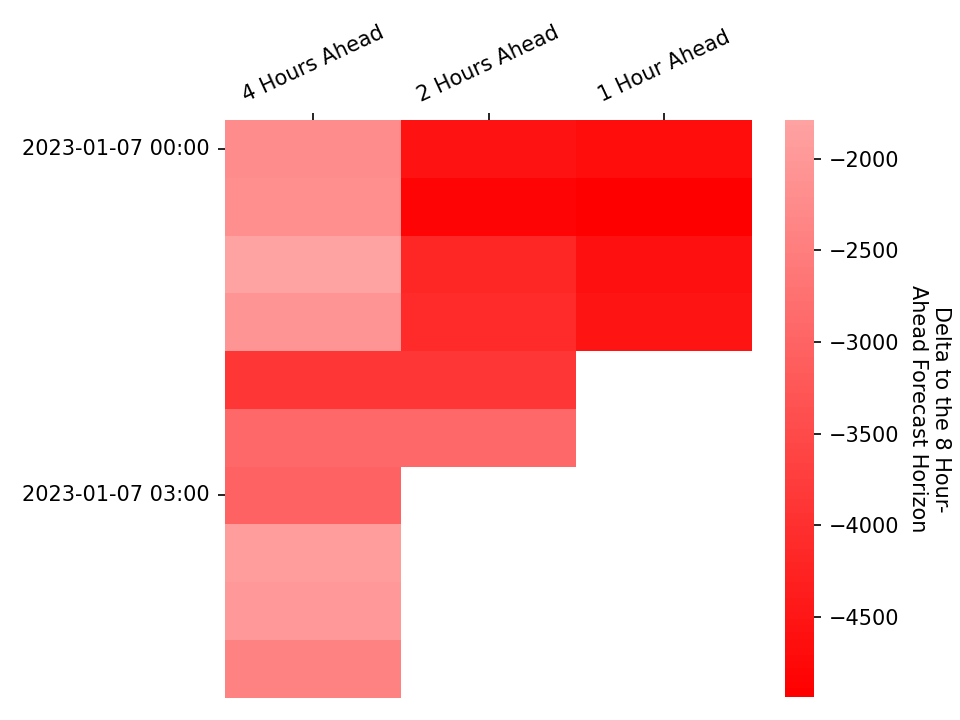 4 Hours Ahead
2 Hours Ahead
1 Hour Ahead
2023-01-07 00:00
2023-01-07 03:00
−2000
−2500
−3000
−3500
−4000
−4500
Delta to the 8 Hour-
Ahead Forecast Horizon